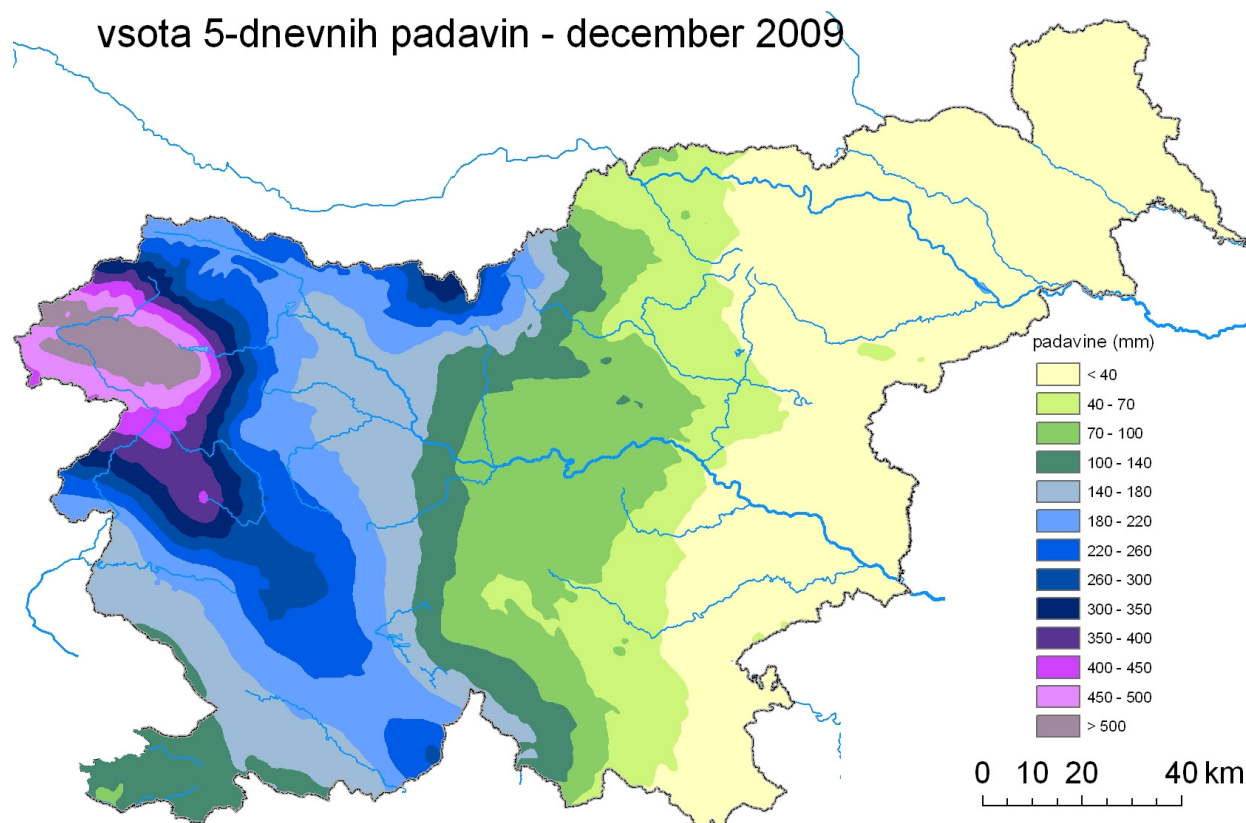 vsota 5-dnevnih padavin - december 2009
padavine (mm)
< 40
40 - 70
70 - 100
100 - 140
140 - 180
180 - 220
220 - 260
260 - 300
300 - 350
350 - 400
400 - 450
450 - 500
> 500
0 10 20 40 km